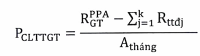 P_CLTTGT = (R_GT^PPA − ∑_{j=1}^{k} R_ttđj) / A_tháng